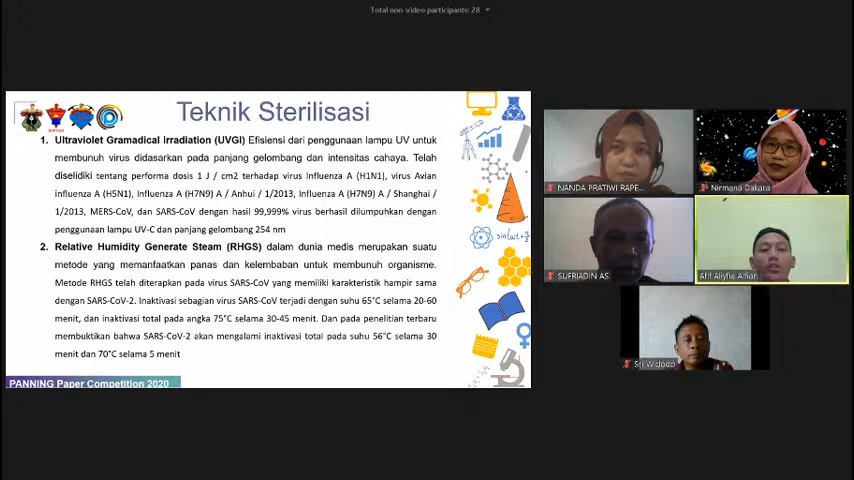 Total non-video participants: 28
Teknik Sterilisasi
1. Ultraviolet Gramadical Irradiation (UVGI) Efisiensi dari penggunaan lampu UV untuk
membunuh virus didasarkan pada panjang gelombang dan intensitas cahaya. Telah
diselidiki tentang performa dosis 1 J / cm2 terhadap virus Influenza A (H1N1), virus Avian
influenza A (H5N1), Influenza A (H7N9) A / Anhui / 1/2013, Influenza A (H7N9) A / Shanghai /
1/2013, MERS-CoV, dan SARS-CoV dengan hasil 99,999% virus berhasil dilumpuhkan dengan
penggunaan lampu UV-C dan panjang gelombang 254 nm
2. Relative Humidity Generate Steam (RHGS) dalam dunia medis merupakan suatu
metode yang memanfaatkan panas dan kelembaban untuk membunuh organisme.
Metode RHGS telah diterapkan pada virus SARS-CoV yang memiliki karakteristik hampir sama
dengan SARS-COV-2. Inaktivasi sebagian virus SARS-CoV terjadi dengan suhu 65°C selama 20-60
menit, dan inaktivasi total pada angka 75°C selama 30-45 menit. Dan pada penelitian terbaru
membuktikan bahwa SARS-CoV-2 akan mengalami inaktivasi total pada suhu 56°C selama 30
menit dan 70°C selama 5 menit
PANNING Paper Competition 2020
NANDA PRATIWI RAPE...
Nirmana Dakara
SUFRIADIN AS
Afif Aliyfia Alfian
Sri Widodo